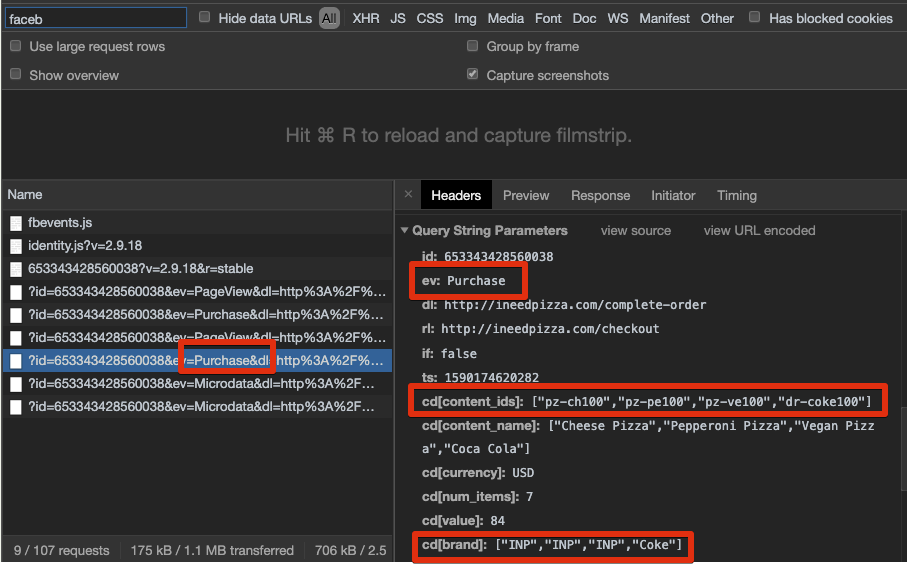 faceb Hide data URLs All XHR JS CSS Img Media Font Doc WS Manifest Other Has blocked cookies
Use large request rows Group by frame
Show overview Capture screenshots
Hit ⌘ R to reload and capture filmstrip.
Name
fbevents.js
identity.js?v=2.9.18
653343428560038?v=2.9.18&r=stable
?id=653343428560038&ev=PageView&dl=http%3A%2F%…
?id=653343428560038&ev=Purchase&dl=http%3A%2F%…
?id=653343428560038&ev=PageView&dl=http%3A%2F%…
?id=653343428560038&ev=Purchase&dl=http%3A%2F%…
?id=653343428560038&ev=Microdata&dl=http%3A%2F%…
?id=653343428560038&ev=Microdata&dl=http%3A%2F%…
9 / 107 requests 175 kB / 1.1 MB transferred 706 kB / 2.5
× Headers Preview Response Initiator Timing
Query String Parameters view source view URL encoded
id: 653343428560038
ev: Purchase
dl: http://ineedpizza.com/complete-order
rl: http://ineedpizza.com/checkout
if: false
ts: 1590174620282
cd[content_ids]: ["pz-ch100","pz-pe100","pz-ve100","dr-coke100"]
cd[content_name]: ["Cheese Pizza","Pepperoni Pizza","Vegan Pizz
a","Coca Cola"]
cd[currency]: USD
cd[num_items]: 7
cd[value]: 84
cd[brand]: ["INP","INP","INP","Coke"]